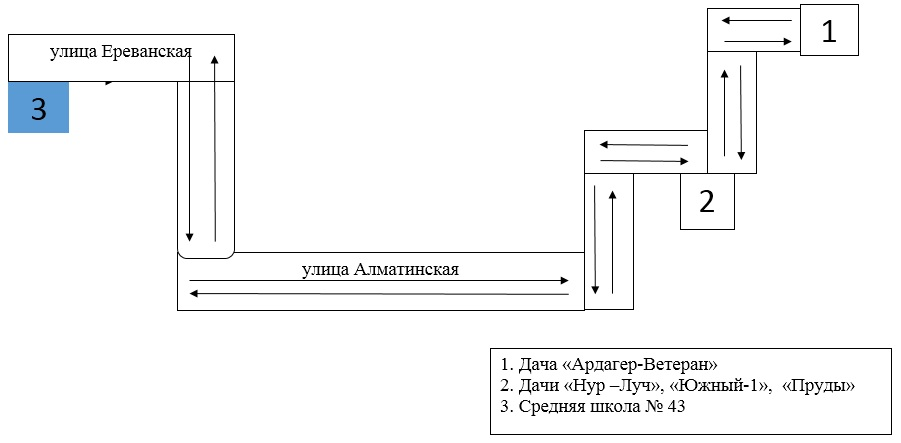 улица Ереванская
1
3
2
улица Алматинская
1. Дача «Ардагер-Ветеран»
2. Дачи «Нур –Луч», «Южный-1», «Пруды»
3. Средняя школа № 43